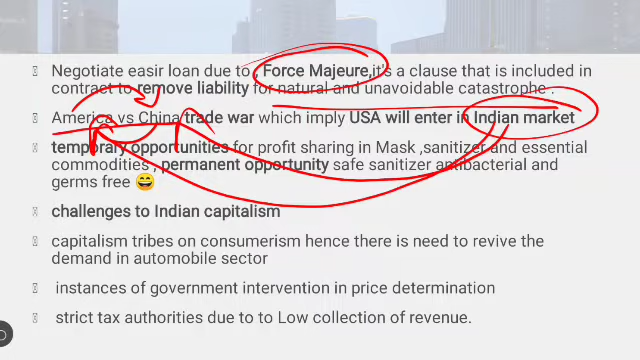 Negotiate easir loan due to , Force Majeure,it's a clause that is included in
contract to remove liability for natural and unavoidable catastrophe .
America vs China trade war which imply USA will enter in Indian market
temporary opportunities for profit sharing in Mask ,sanitizer and essential
commodities , permanent opportunity safe sanitizer antibacterial and
germs free 😄
challenges to Indian capitalism
capitalism tribes on consumerism hence there is need to revive the
demand in automobile sector
instances of government intervention in price determination
strict tax authorities due to to Low collection of revenue.